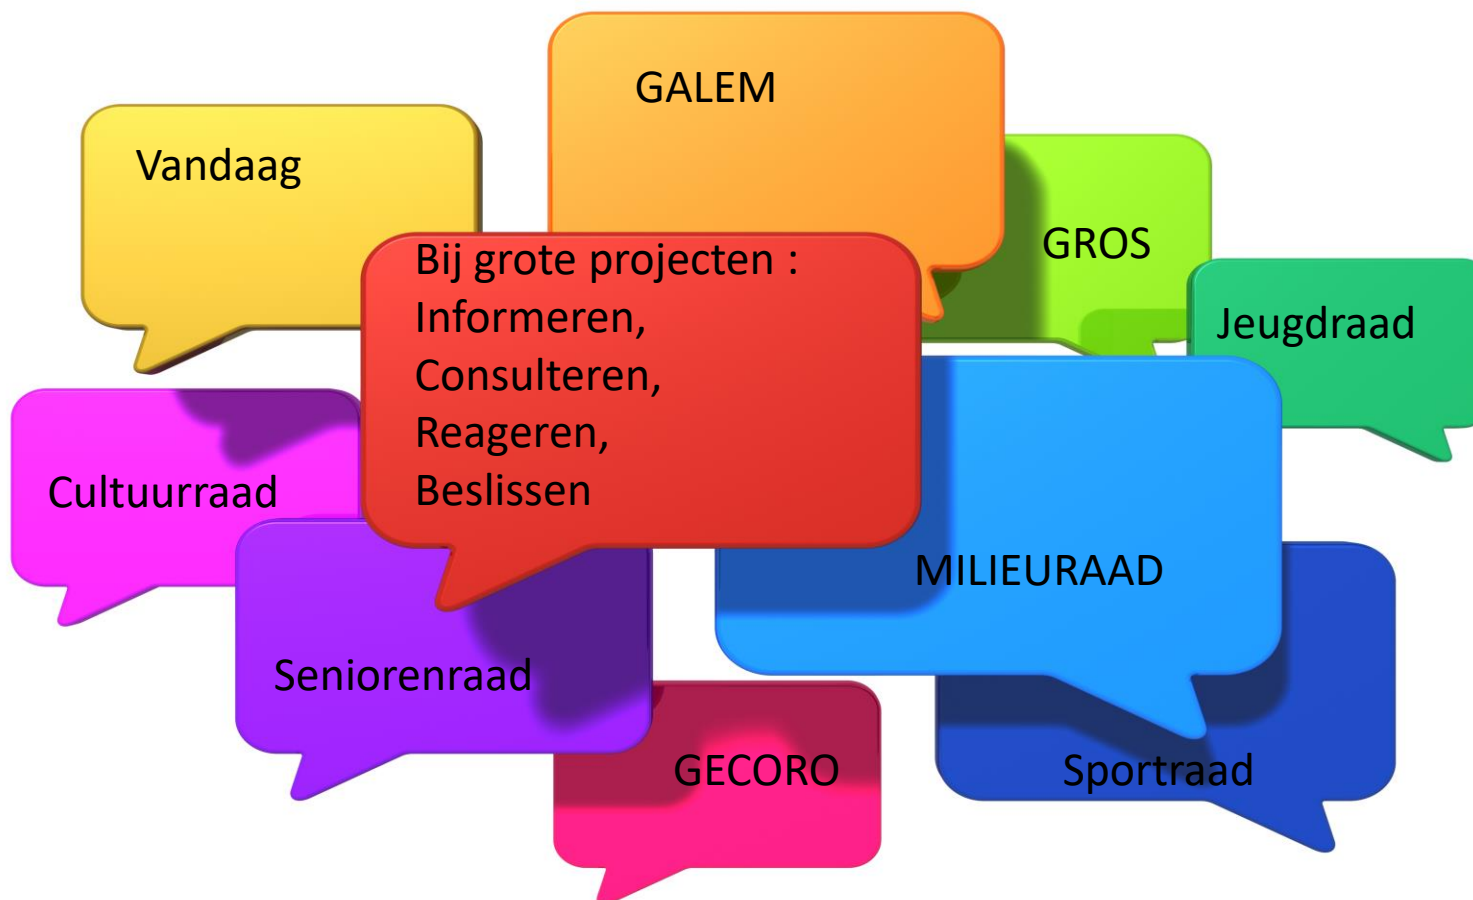 GALEM
Vandaag
GROS
Bij grote projecten :
Informeren,
Consulteren,
Reageren,
Beslissen
Jeugdraad
Cultuurraad
MILIEURAAD
Seniorenraad
GECORO
Sportraad